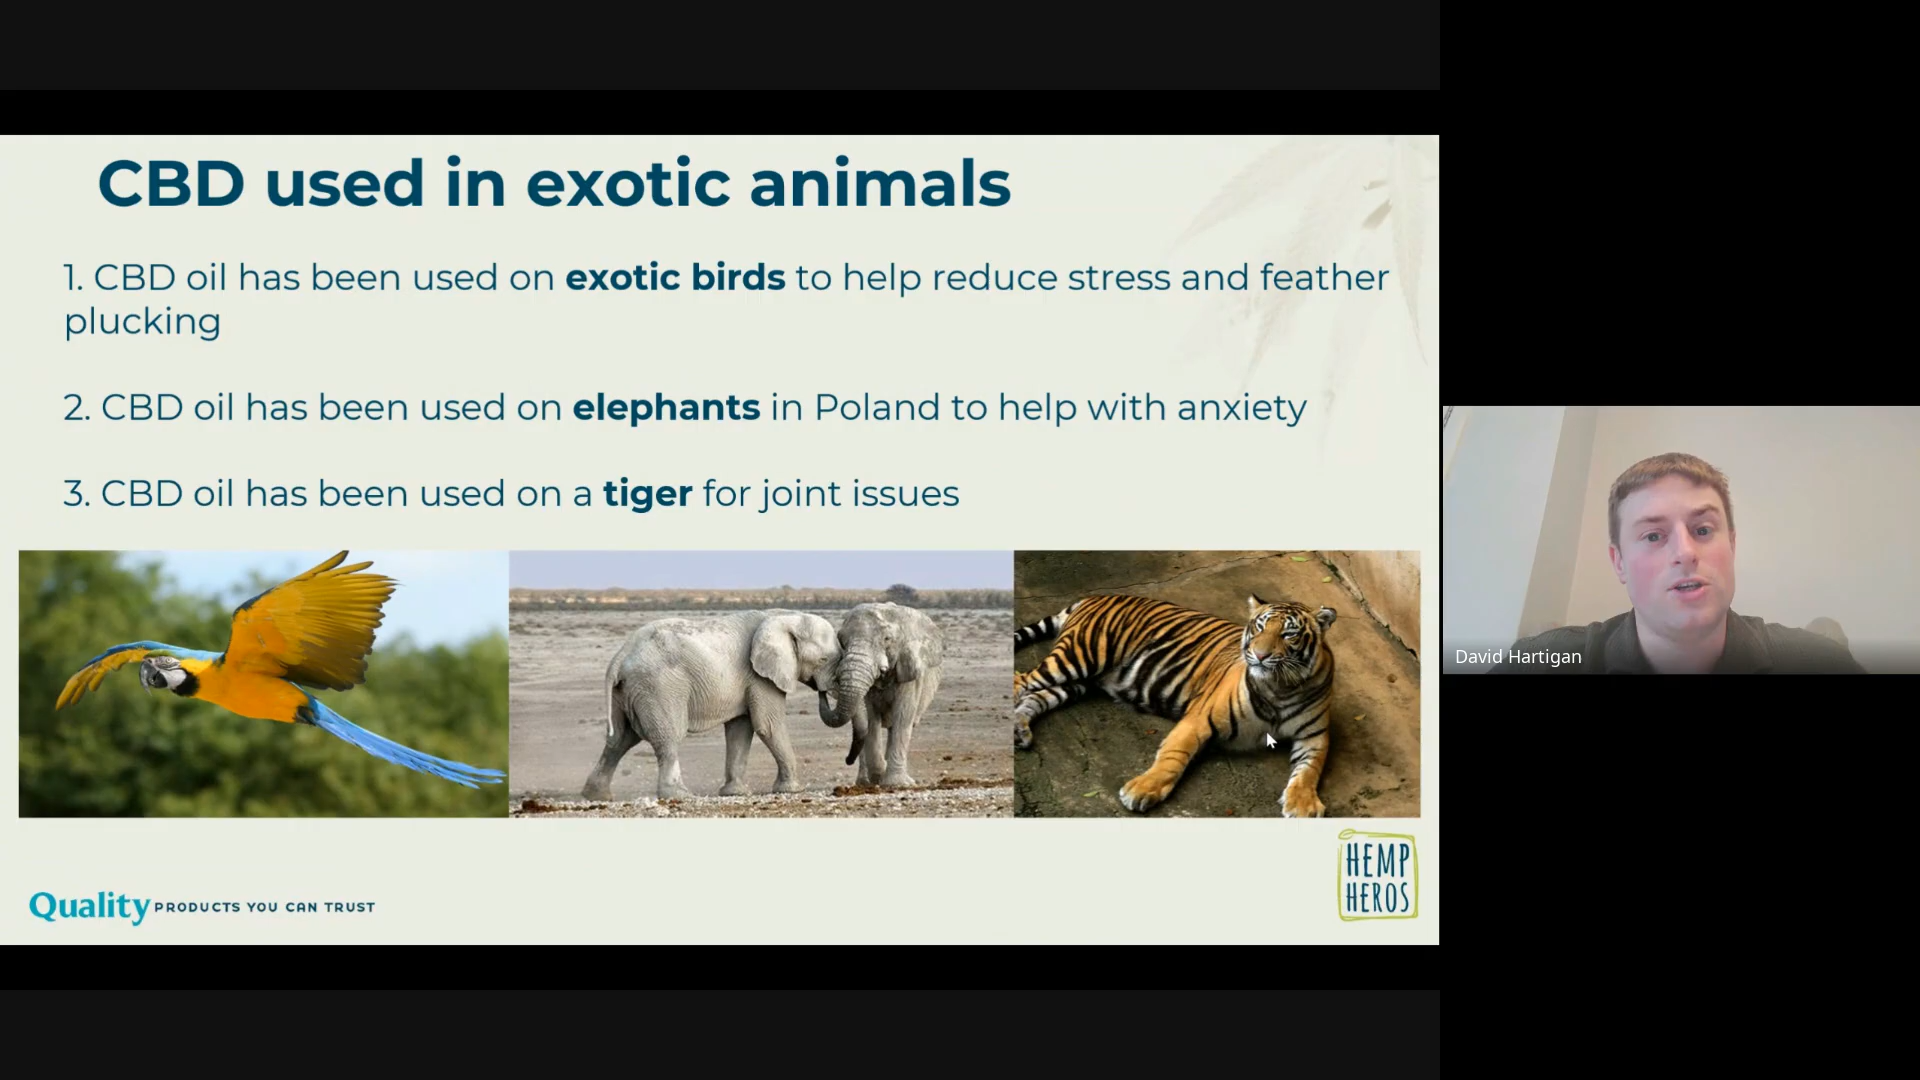 CBD used in exotic animals
1. CBD oil has been used on exotic birds to help reduce stress and feather
plucking
2. CBD oil has been used on elephants in Poland to help with anxiety
3. CBD oil has been used on a tiger for joint issues
David Hartigan
HEMP
HEROS
Quality PRODUCTS YOU CAN TRUST